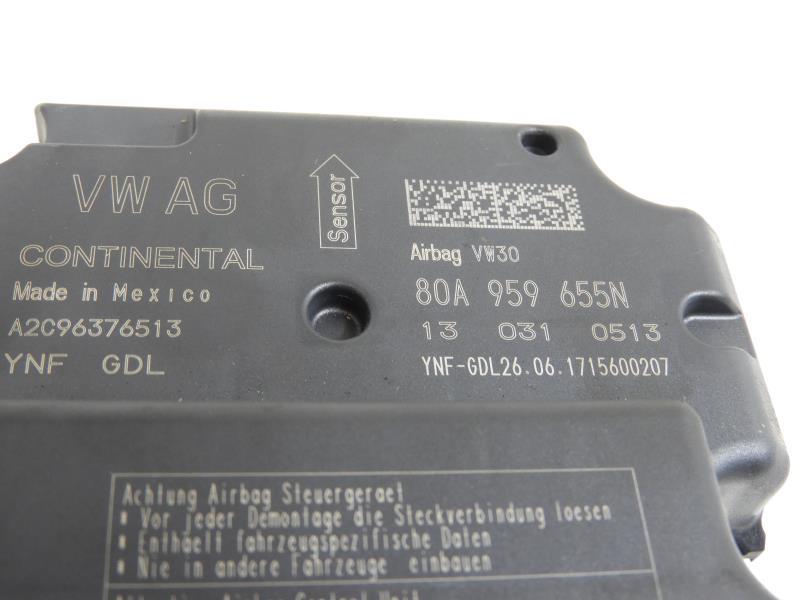 VW AG
CONTINENTAL
Made in Mexico
A2C96376513
YNF GDL
Sensor
Airbag VW30
80A 959 655N
13 031 0513
YNF-GDL26.06.1715600207
Achtung Airbag Steuergeraet
• Vor jeder Demontage die Steckverbindung loesen
• Enthaelt fahrzeugspezifische Daten
• Nie in andere Fahrzeuge einbauen